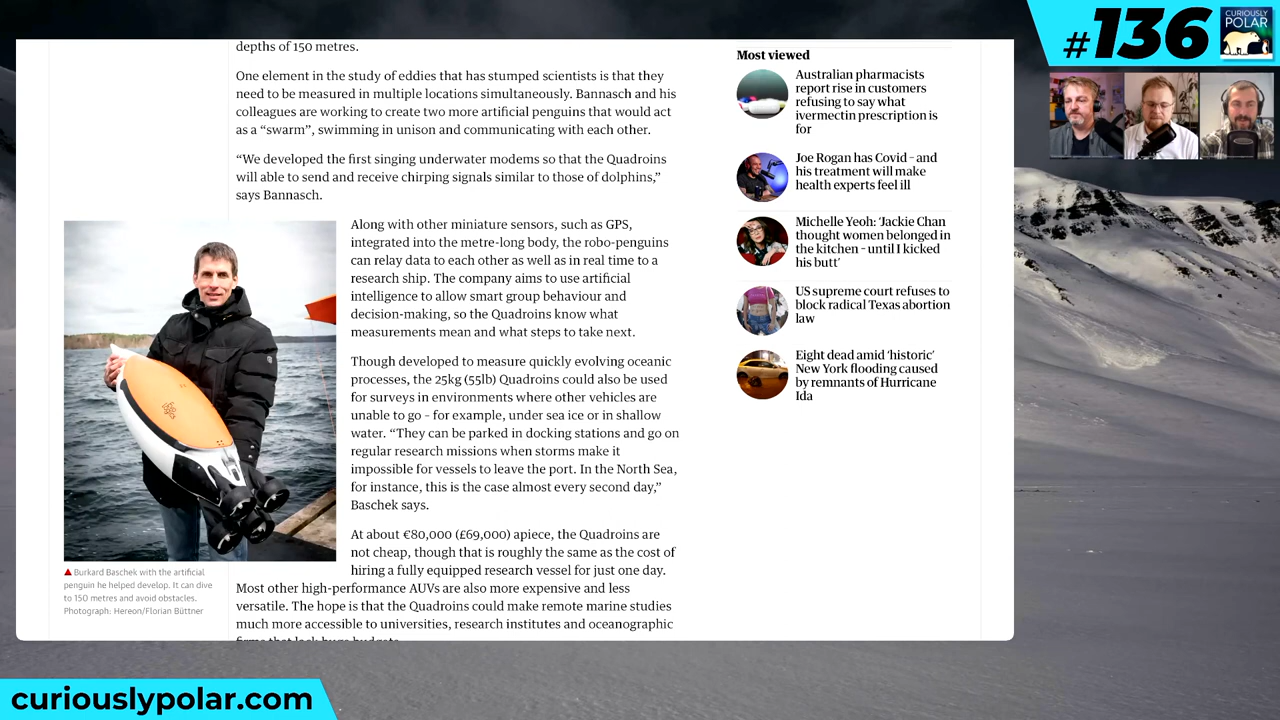 #136
CURIOUSLY
POLAR
depths of 150 metres.
One element in the study of eddies that has stumped scientists is that they
need to be measured in multiple locations simultaneously. Bannasch and his
colleagues are working to create two more artificial penguins that would act
as a “swarm”, swimming in unison and communicating with each other.
“We developed the first singing underwater modems so that the Quadroins
will able to send and receive chirping signals similar to those of dolphins,”
says Bannasch.
Along with other miniature sensors, such as GPS,
integrated into the metre-long body, the robo-penguins
can relay data to each other as well as in real time to a
research ship. The company aims to use artificial
intelligence to allow smart group behaviour and
decision-making, so the Quadroins know what
measurements mean and what steps to take next.
Though developed to measure quickly evolving oceanic
processes, the 25kg (55lb) Quadroins could also be used
for surveys in environments where other vehicles are
unable to go – for example, under sea ice or in shallow
water. “They can be parked in docking stations and go on
regular research missions when storms make it
impossible for vessels to leave the port. In the North Sea,
for instance, this is the case almost every second day,”
Baschek says.
At about €80,000 (£69,000) apiece, the Quadroins are
not cheap, though that is roughly the same as the cost of
hiring a fully equipped research vessel for just one day.
Most other high-performance AUVs are also more expensive and less
versatile. The hope is that the Quadroins could make remote marine studies
much more accessible to universities, research institutes and oceanographic
firms that lack huge budgets.
Burkard Baschek with the artificial
penguin he helped develop. It can dive
to 150 metres and avoid obstacles.
Photograph: Hereon/Florian Büttner
Most viewed
Australian pharmacists
report rise in customers
refusing to say what
ivermectin prescription is
for
Joe Rogan has Covid – and
his treatment will make
health experts feel ill
Michelle Yeoh: ‘Jackie Chan
thought women belonged in
the kitchen – until I kicked
his butt’
US supreme court refuses to
block radical Texas abortion
law
Eight dead amid ‘historic’
New York flooding caused
by remnants of Hurricane
Ida
curiouslypolar.com